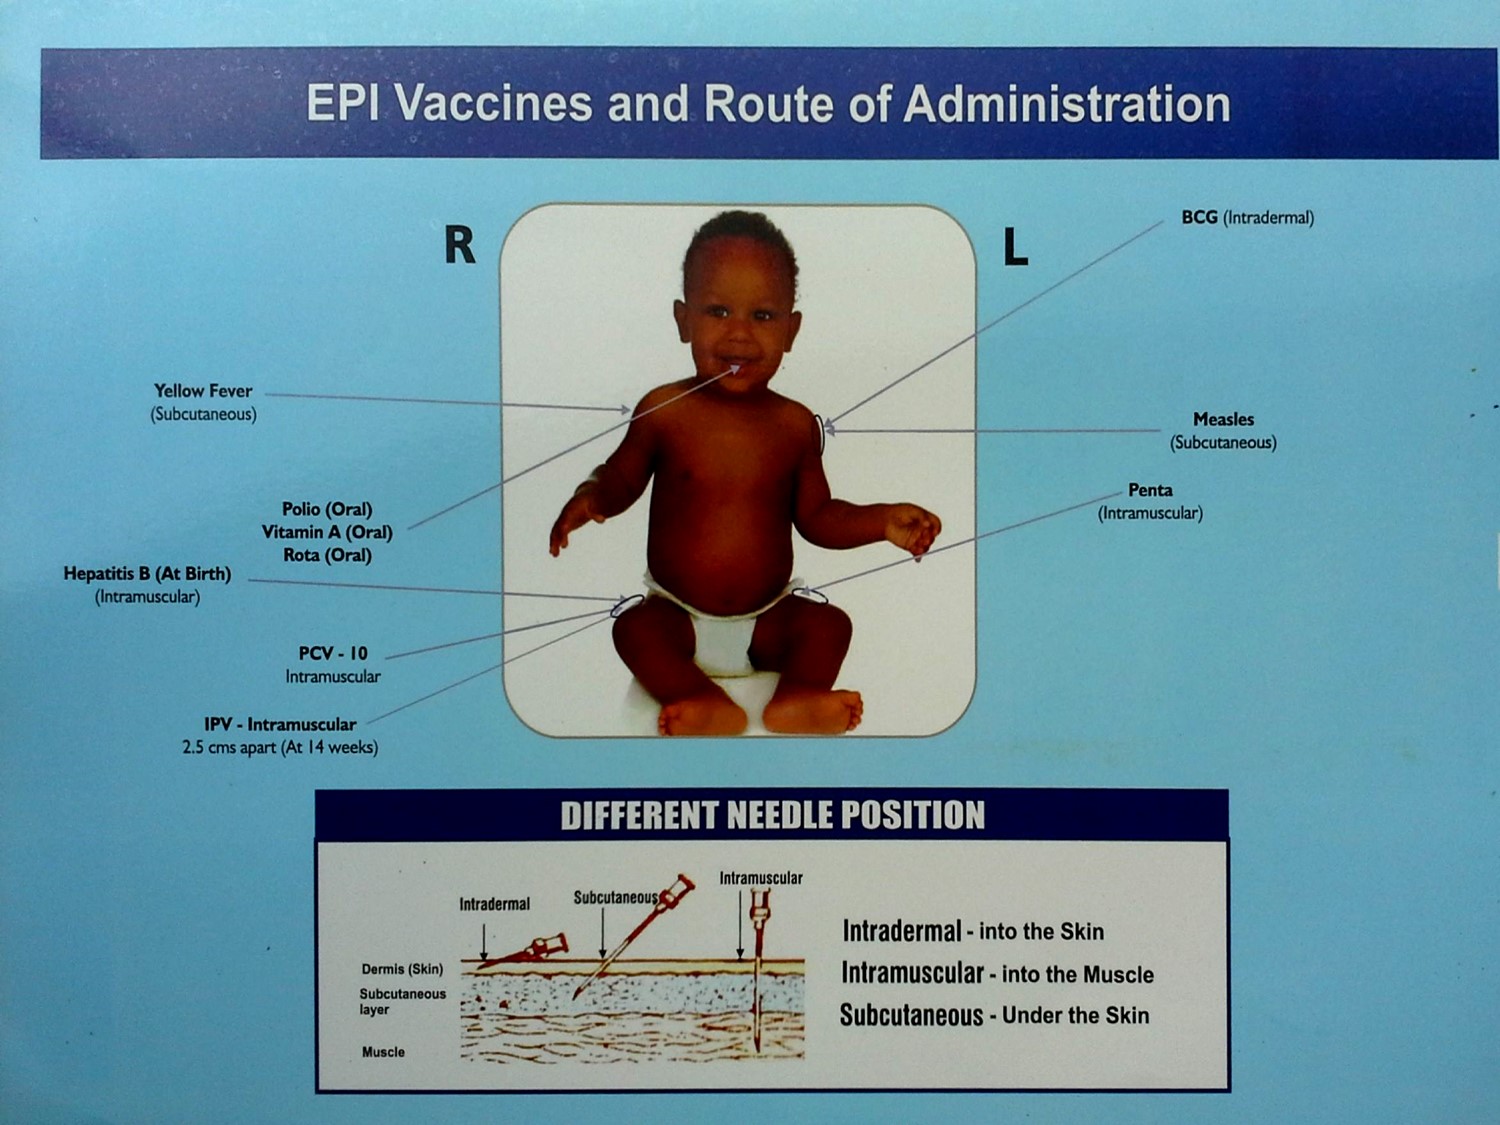 EPI Vaccines and Route of Administration
R
L
BCG (Intradermal)
Yellow Fever
(Subcutaneous)
Measles
(Subcutaneous)
Penta
(Intramuscular)
Polio (Oral)
Vitamin A (Oral)
Rota (Oral)
Hepatitis B (At Birth)
(Intramuscular)
PCV - 10
Intramuscular
IPV - Intramuscular
2.5 cms apart (At 14 weeks)
DIFFERENT NEEDLE POSITION
Intradermal
Subcutaneous
Intramuscular
Dermis (Skin)
Subcutaneous
layer
Muscle
Intradermal - into the Skin
Intramuscular - into the Muscle
Subcutaneous - Under the Skin